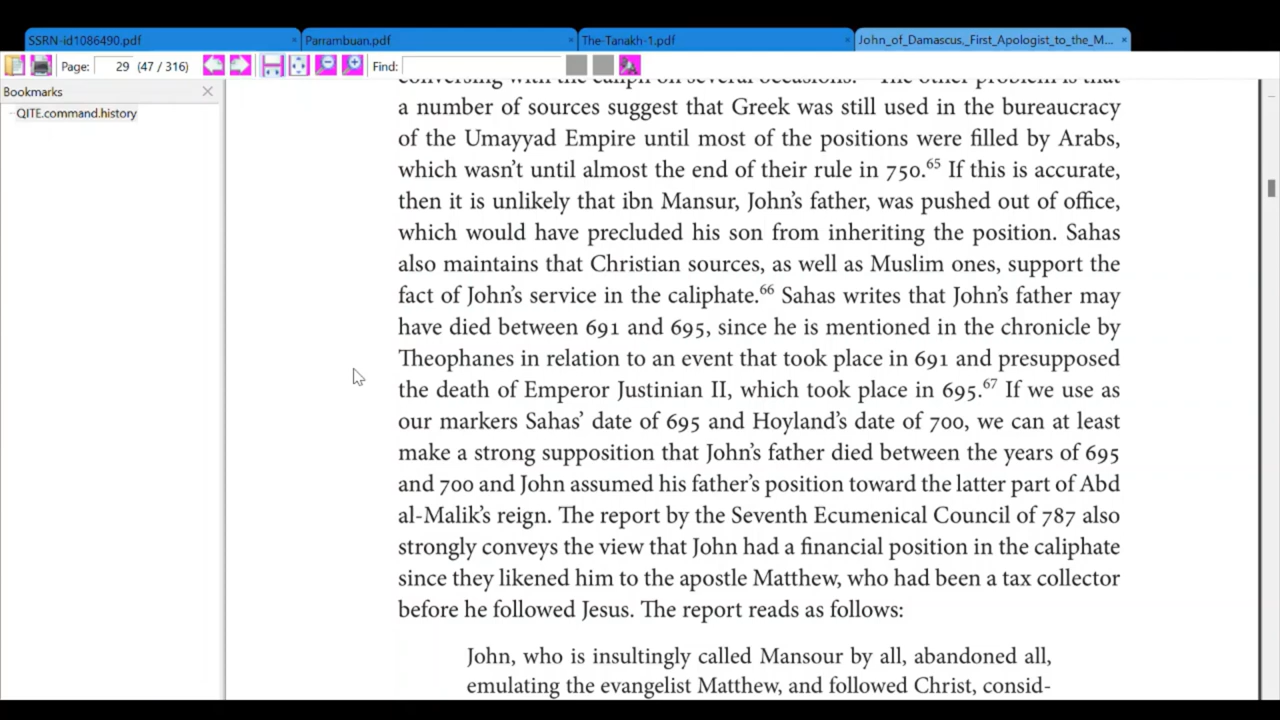 SSRN-id1086490.pdf
Parrambuan.pdf
The-Tanakh-1.pdf
John_of_Damascus,_First_Apologist_to_the_M...
Page: 29 (47 / 316)
Find:
Bookmarks
QITE.command.history
conversing with the caliph on several occasions. The other problem is that
a number of sources suggest that Greek was still used in the bureaucracy
of the Umayyad Empire until most of the positions were filled by Arabs,
which wasn’t until almost the end of their rule in 750.65 If this is accurate,
then it is unlikely that ibn Mansur, John’s father, was pushed out of office,
which would have precluded his son from inheriting the position. Sahas
also maintains that Christian sources, as well as Muslim ones, support the
fact of John’s service in the caliphate.66 Sahas writes that John’s father may
have died between 691 and 695, since he is mentioned in the chronicle by
Theophanes in relation to an event that took place in 691 and presupposed
the death of Emperor Justinian II, which took place in 695.67 If we use as
our markers Sahas’ date of 695 and Hoyland’s date of 700, we can at least
make a strong supposition that John’s father died between the years of 695
and 700 and John assumed his father’s position toward the latter part of Abd
al-Malik’s reign. The report by the Seventh Ecumenical Council of 787 also
strongly conveys the view that John had a financial position in the caliphate
since they likened him to the apostle Matthew, who had been a tax collector
before he followed Jesus. The report reads as follows:
John, who is insultingly called Mansour by all, abandoned all,
emulating the evangelist Matthew, and followed Christ, consid-